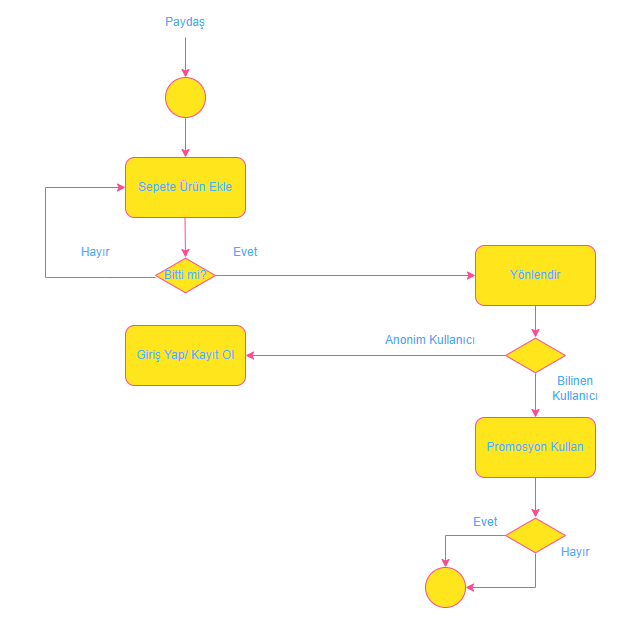 Paydaş
Sepete Ürün Ekle
Hayır
Evet
Bitti mi?
Yönlendir
Anonim Kullanıcı
Giriş Yap/ Kayıt Ol
Bilinen
Kullanıcı
Promosyon Kullan
Evet
Hayır